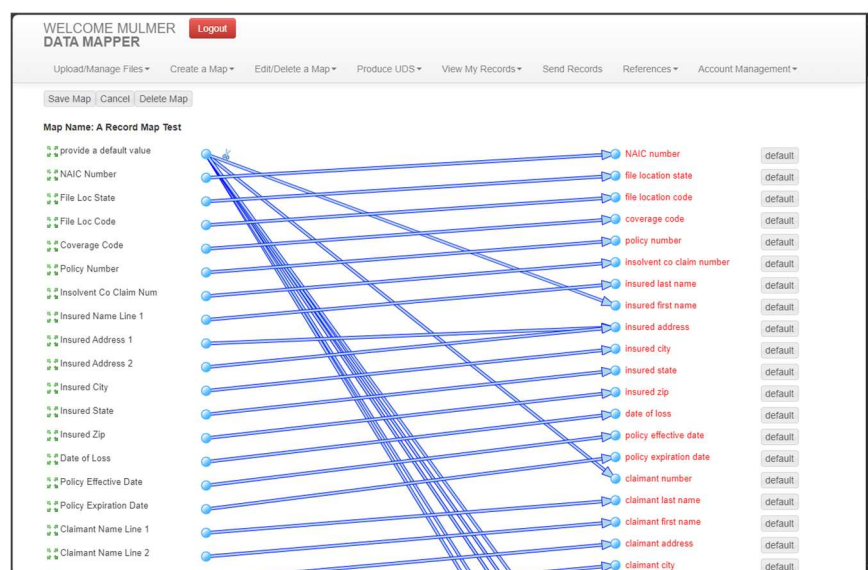 WELCOME MULMER Logout
DATA MAPPER
Upload/Manage Files Create a Map Edit/Delete a Map Produce UDS View My Records Send Records References Account Management
Save Map Cancel Delete Map
Map Name: A Record Map Test
provide a default value
NAIC Number
File Loc State
File Loc Code
Coverage Code
Policy Number
Insolvent Co Claim Num
Insured Name Line 1
Insured Address 1
Insured Address 2
Insured City
Insured State
Insured Zip
Date of Loss
Policy Effective Date
Policy Expiration Date
Claimant Name Line 1
Claimant Name Line 2
NAIC number default
file location state default
file location code default
coverage code default
policy number default
insolvent co claim number default
insured last name default
insured first name default
insured address default
insured city default
insured state default
insured zip default
date of loss default
policy effective date default
policy expiration date default
claimant number default
claimant last name default
claimant first name default
claimant address default
claimant city default